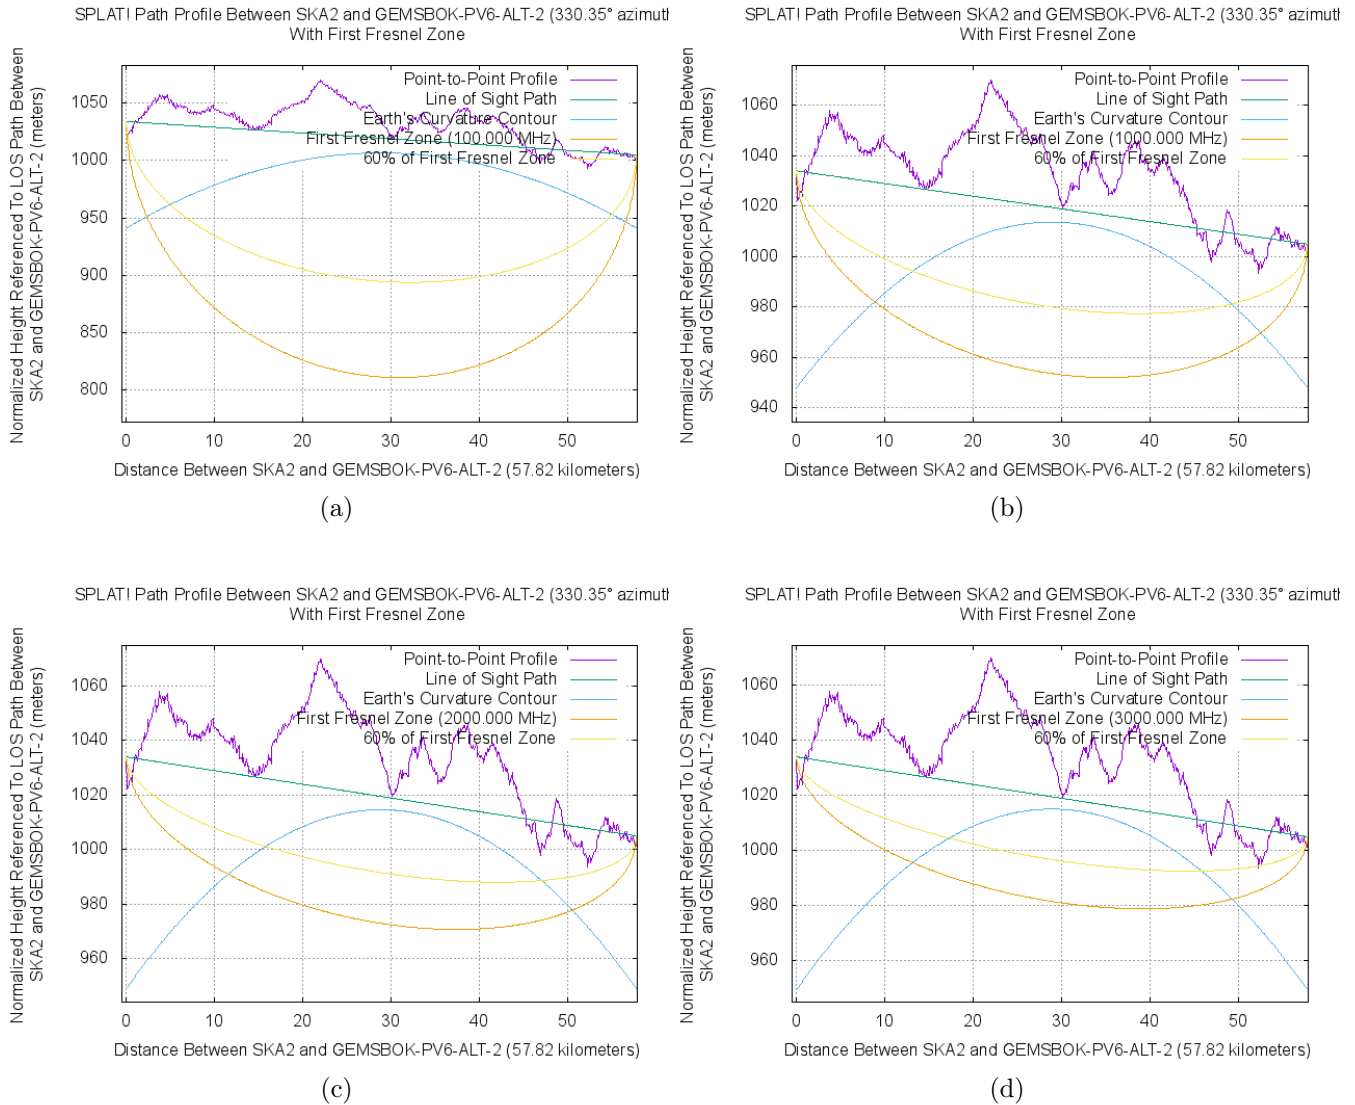 SPLAT! Path Profile Between SKA2 and GEMSBOK-PV6-ALT-2 (330.35° azimuth
With First Fresnel Zone
Normalized Height Referenced To LOS Path Between
SKA2 and GEMSBOK-PV6-ALT-2 (meters)
Point-to-Point Profile
Line of Sight Path
Earth's Curvature Contour
First Fresnel Zone (100.000 MHz)
60% of First Fresnel Zone
1050
1000
950
900
850
800
0 10 20 30 40 50
Distance Between SKA2 and GEMSBOK-PV6-ALT-2 (57.82 kilometers)
(a)
SPLAT! Path Profile Between SKA2 and GEMSBOK-PV6-ALT-2 (330.35° azimuth
With First Fresnel Zone
Normalized Height Referenced To LOS Path Between
SKA2 and GEMSBOK-PV6-ALT-2 (meters)
Point-to-Point Profile
Line of Sight Path
Earth's Curvature Contour
First Fresnel Zone (1000.000 MHz)
60% of First Fresnel Zone
1060
1040
1020
1000
980
960
940
0 10 20 30 40 50
Distance Between SKA2 and GEMSBOK-PV6-ALT-2 (57.82 kilometers)
(b)
SPLAT! Path Profile Between SKA2 and GEMSBOK-PV6-ALT-2 (330.35° azimuth
With First Fresnel Zone
Normalized Height Referenced To LOS Path Between
SKA2 and GEMSBOK-PV6-ALT-2 (meters)
Point-to-Point Profile
Line of Sight Path
Earth's Curvature Contour
First Fresnel Zone (2000.000 MHz)
60% of First Fresnel Zone
1060
1040
1020
1000
980
960
0 10 20 30 40 50
Distance Between SKA2 and GEMSBOK-PV6-ALT-2 (57.82 kilometers)
(c)
SPLAT! Path Profile Between SKA2 and GEMSBOK-PV6-ALT-2 (330.35° azimuth
With First Fresnel Zone
Normalized Height Referenced To LOS Path Between
SKA2 and GEMSBOK-PV6-ALT-2 (meters)
Point-to-Point Profile
Line of Sight Path
Earth's Curvature Contour
First Fresnel Zone (3000.000 MHz)
60% of First Fresnel Zone
1060
1040
1020
1000
980
960
0 10 20 30 40 50
Distance Between SKA2 and GEMSBOK-PV6-ALT-2 (57.82 kilometers)
(d)